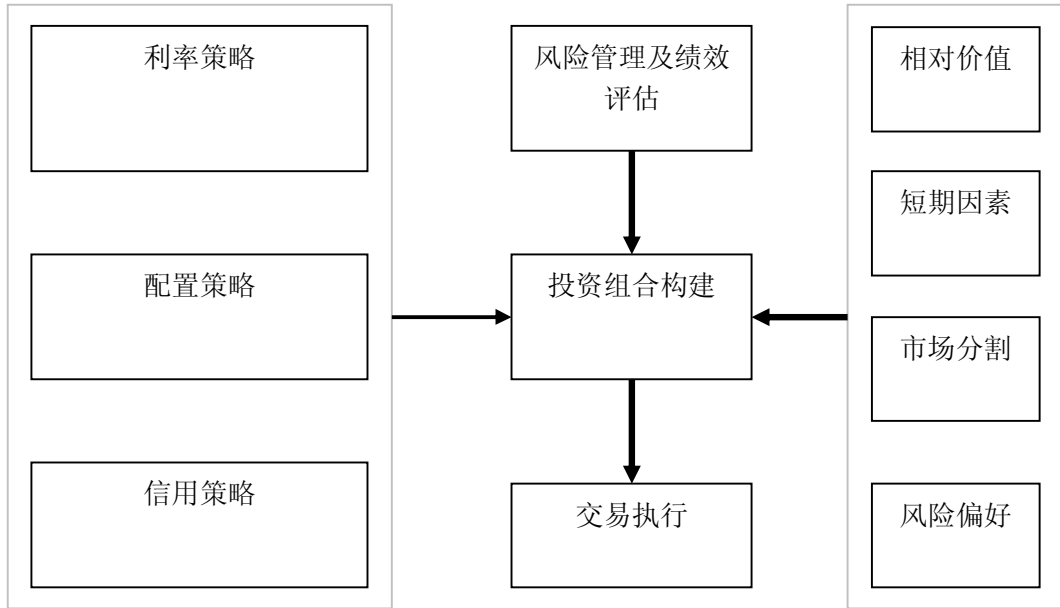 利率策略
配置策略
信用策略
风险管理及绩效
评估
投资组合构建
交易执行
相对价值
短期因素
市场分割
风险偏好